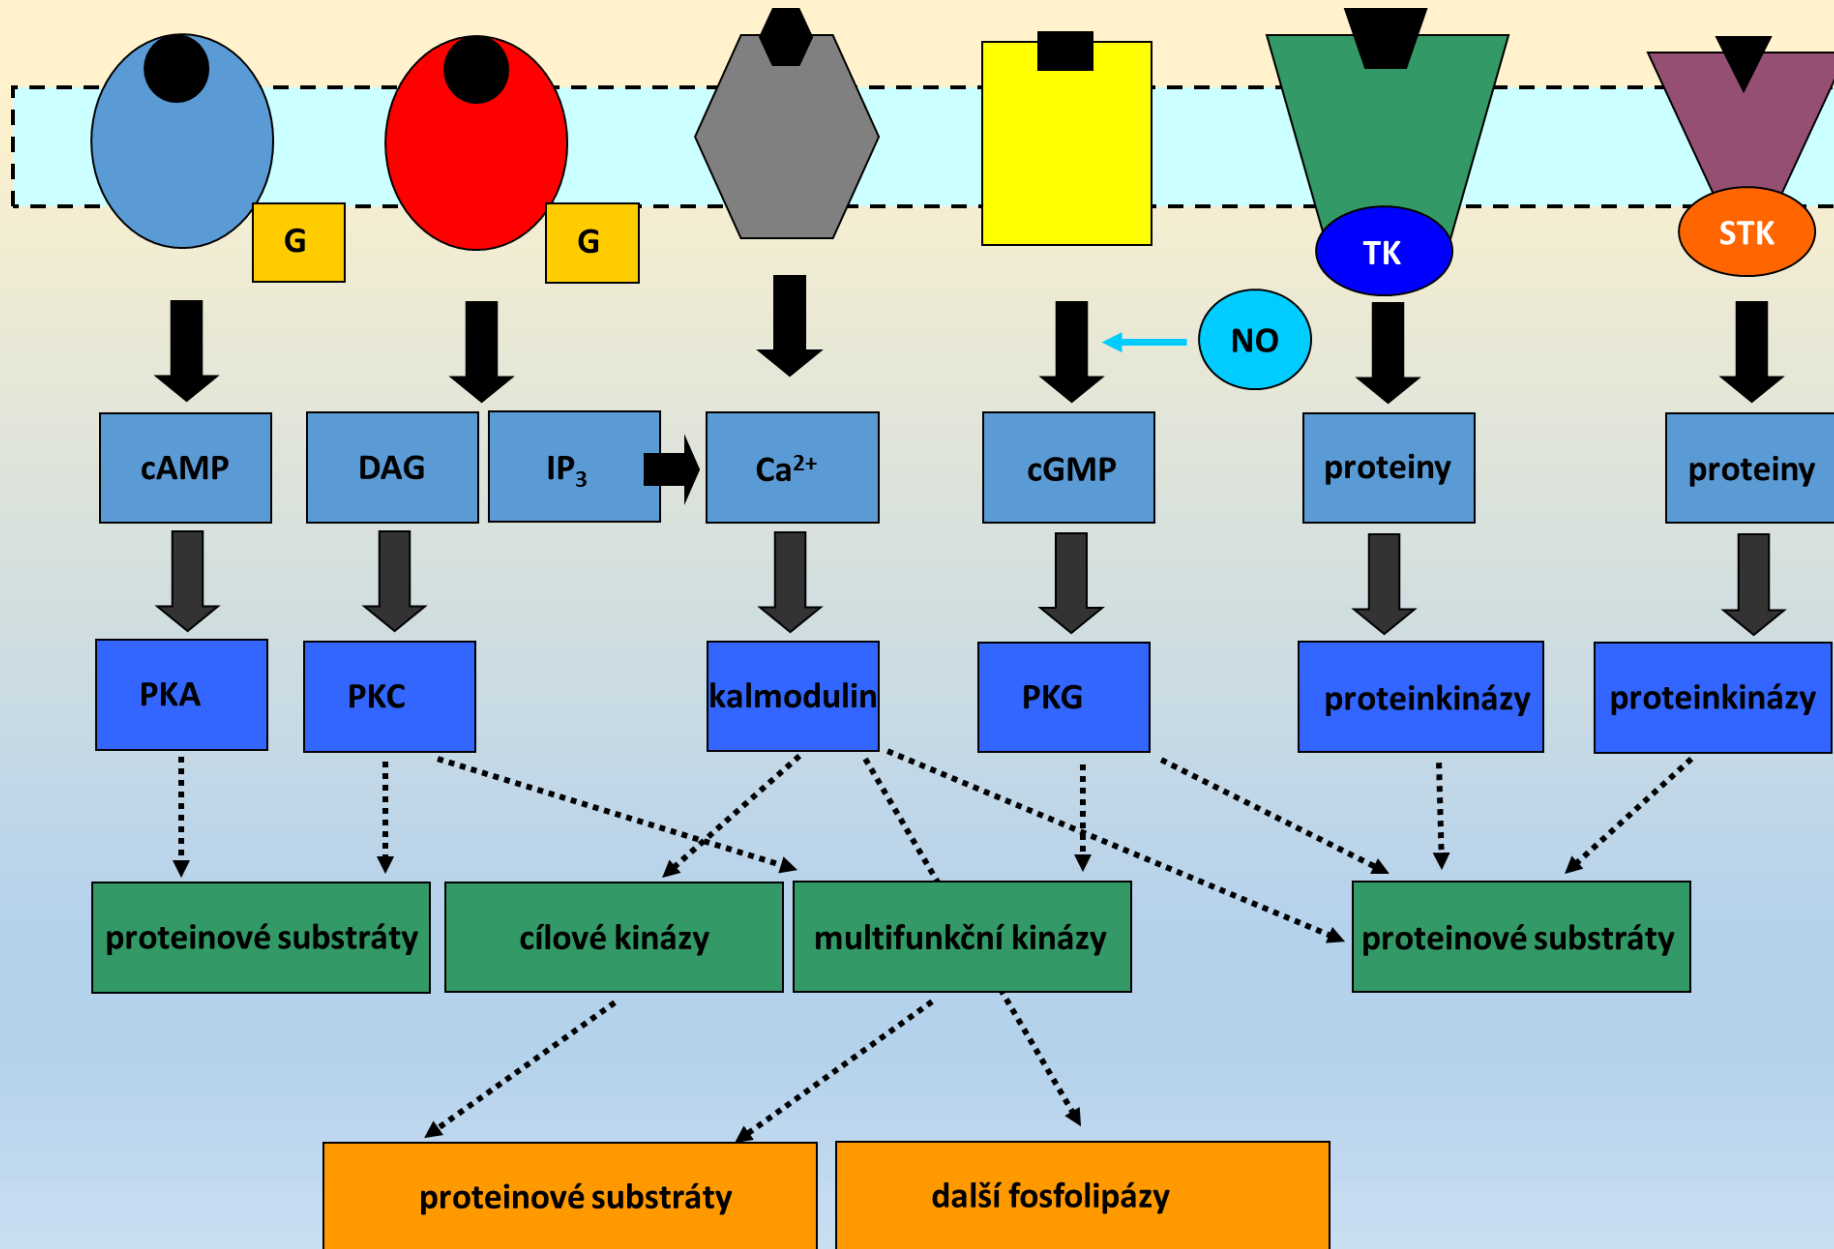 G
G
TK
STK
NO
cAMP
DAG
IP₃
Ca²⁺
cGMP
proteiny
proteiny
PKA
PKC
kalmodulin
PKG
proteinkinázy
proteinkinázy
proteinové substráty
cílové kinázy
multifunkční kinázy
proteinové substráty
proteinové substráty
další fosfolipázy